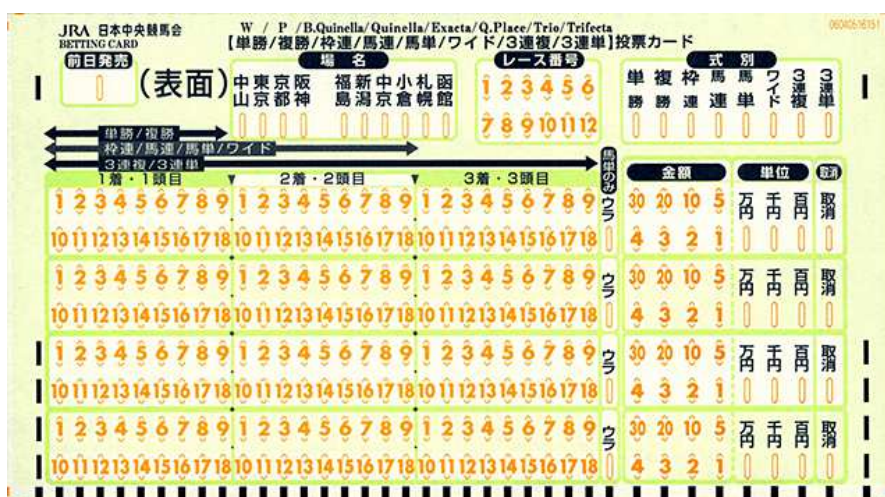 JRA 日本中央競馬会 W / P /B.Quinella/Quinella/Exacta/Q.Place/Trio/Trifecta
BETTING CARD 【単勝/複勝/枠連/馬連/馬単/ワイド/3連複/3連単】投票カード
06040516151
前日発売 (表面)
場名
中山 東京 京都 阪神 福島 新潟 中京 小倉 札幌 函館
レース番号
1 2 3 4 5 6
7 8 9 10 11 12
式別
単勝 複勝 枠連 馬連 馬単 ワイド 3連複 3連単
単勝/複勝
枠連/馬連/馬単/ワイド
3連複/3連単
1着・1頭目 2着・2頭目 3着・3頭目 馬単のみ 金額 単位 取消
1 2 3 4 5 6 7 8 9 1 2 3 4 5 6 7 8 9 1 2 3 4 5 6 7 8 9 ウラ 30 20 10 5 万円 千円 百円 取消
10 11 12 13 14 15 16 17 18 10 11 12 13 14 15 16 17 18 10 11 12 13 14 15 16 17 18 4 3 2 1
1 2 3 4 5 6 7 8 9 1 2 3 4 5 6 7 8 9 1 2 3 4 5 6 7 8 9 ウラ 30 20 10 5 万円 千円 百円 取消
10 11 12 13 14 15 16 17 18 10 11 12 13 14 15 16 17 18 10 11 12 13 14 15 16 17 18 4 3 2 1
1 2 3 4 5 6 7 8 9 1 2 3 4 5 6 7 8 9 1 2 3 4 5 6 7 8 9 ウラ 30 20 10 5 万円 千円 百円 取消
10 11 12 13 14 15 16 17 18 10 11 12 13 14 15 16 17 18 10 11 12 13 14 15 16 17 18 4 3 2 1
1 2 3 4 5 6 7 8 9 1 2 3 4 5 6 7 8 9 1 2 3 4 5 6 7 8 9 ウラ 30 20 10 5 万円 千円 百円 取消
10 11 12 13 14 15 16 17 18 10 11 12 13 14 15 16 17 18 10 11 12 13 14 15 16 17 18 4 3 2 1